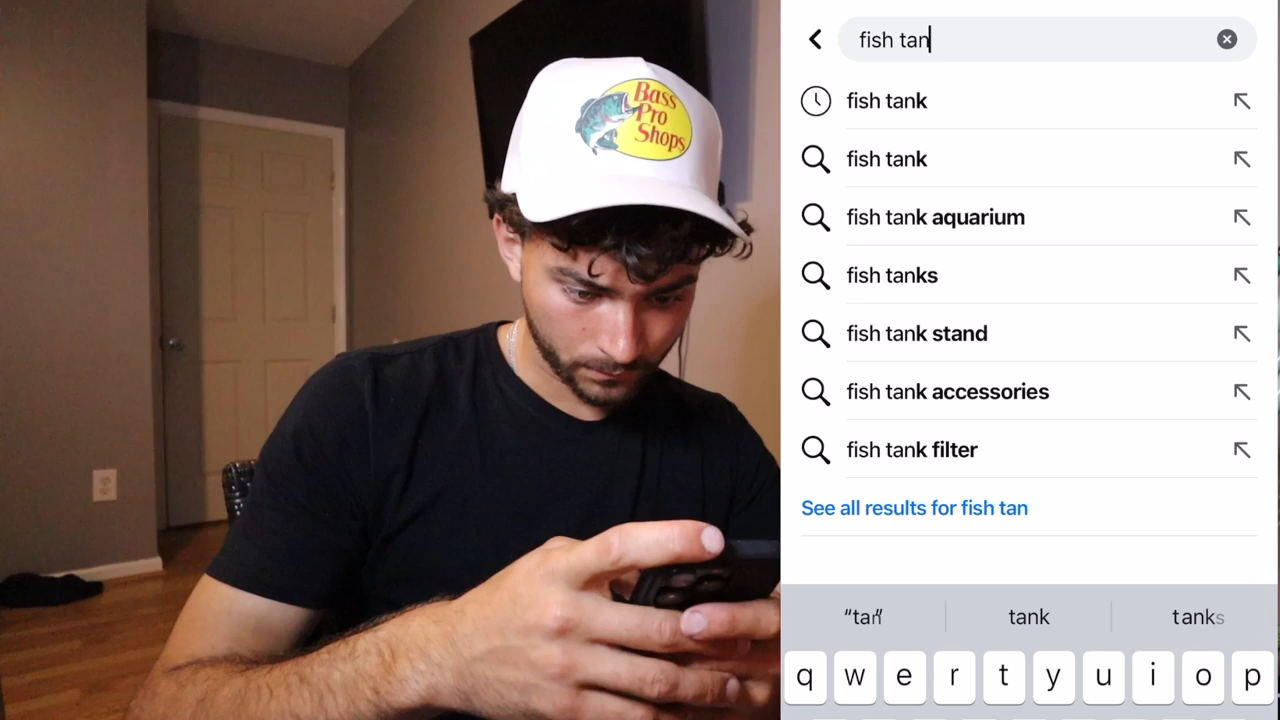 Bass
Pro
Shops
fish tan
fish tank
fish tank
fish tank aquarium
fish tanks
fish tank stand
fish tank accessories
fish tank filter
See all results for fish tan
“tan”
tank
tanks
q w e r t y u i o p